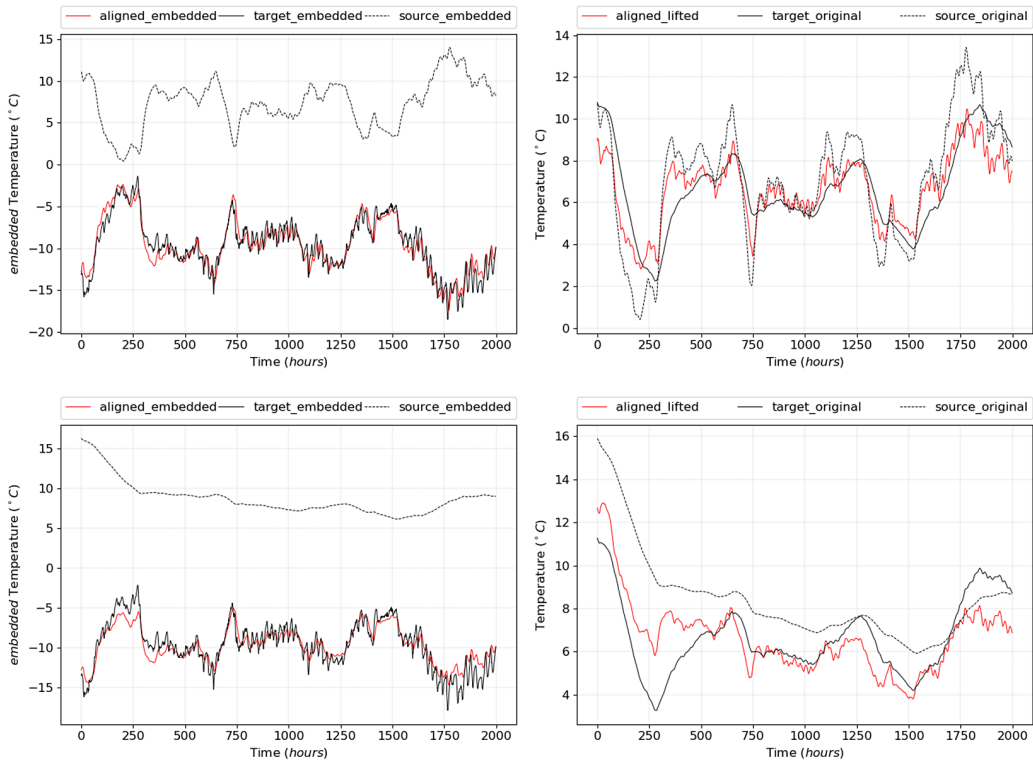 aligned_embedded target_embedded source_embedded
15
10
5
0
−5
−10
−15
−20
embedded Temperature (°C)
0 250 500 750 1000 1250 1500 1750 2000
Time (hours)
aligned_lifted target_original source_original
14
12
10
8
6
4
2
0
Temperature (°C)
0 250 500 750 1000 1250 1500 1750 2000
Time (hours)
aligned_embedded target_embedded source_embedded
15
10
5
0
−5
−10
−15
embedded Temperature (°C)
0 250 500 750 1000 1250 1500 1750 2000
Time (hours)
aligned_lifted target_original source_original
16
14
12
10
8
6
4
Temperature (°C)
0 250 500 750 1000 1250 1500 1750 2000
Time (hours)